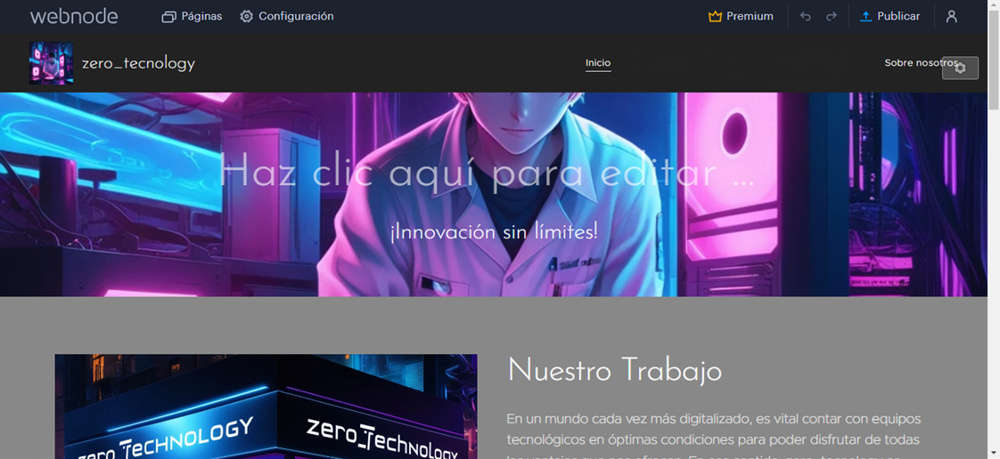 webnode Páginas Configuración Premium Publicar
zero_tecnology Inicio Sobre nosotros
Haz clic aquí para editar ...
¡Innovación sin límites!
Nuestro Trabajo
En un mundo cada vez más digitalizado, es vital contar con equipos
tecnológicos en óptimas condiciones para poder disfrutar de todas
TECHNOLOGY
zero_Technology